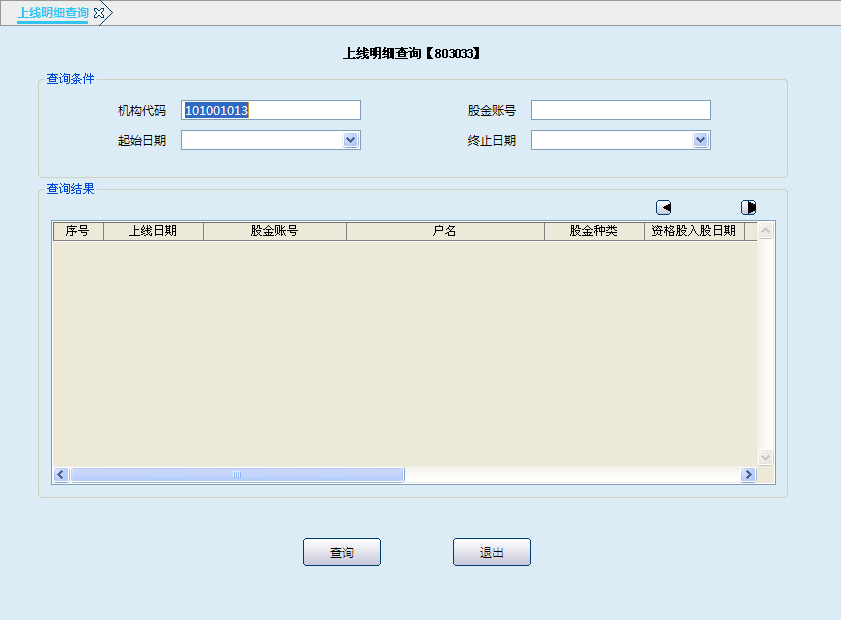 上线明细查询
上线明细查询【803033】
查询条件
机构代码 101001013 股金账号
起始日期 终止日期
查询结果
序号 上线日期 股金账号 户名 股金种类 资格股入股日期
查询 退出